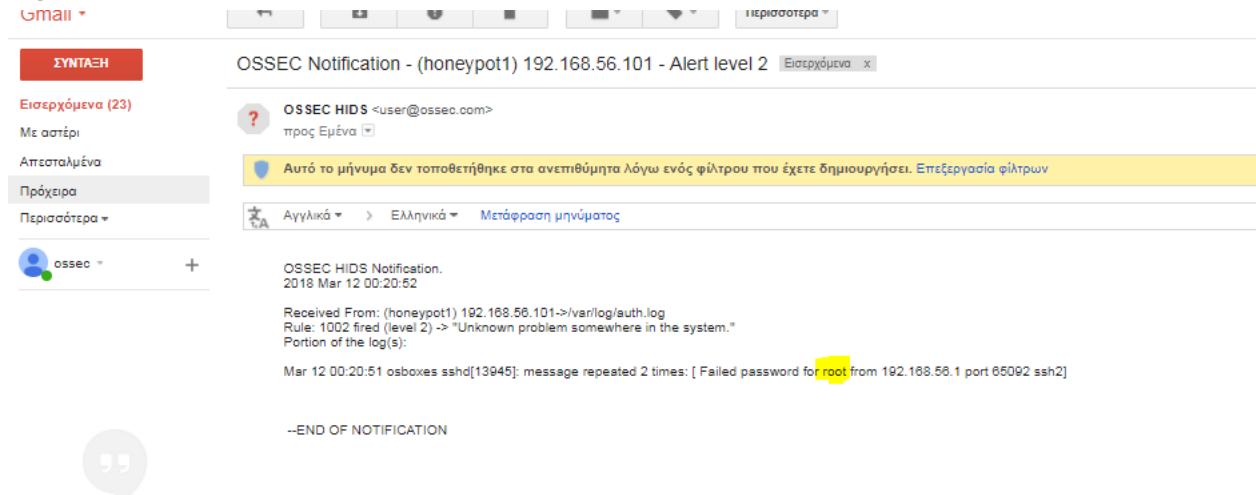 Gmail
Περισσότερα
ΣΥΝΤΑΞΗ
OSSEC Notification - (honeypot1) 192.168.56.101 - Alert level 2 Εισερχόμενα x
Εισερχόμενα (23)
Με αστέρι
Απεσταλμένα
Πρόχειρα
Περισσότερα
ossec
+
?
OSSEC HIDS <user@ossec.com>
προς Εμένα
Αυτό το μήνυμα δεν τοποθετήθηκε στα ανεπιθύμητα λόγω ενός φίλτρου που έχετε δημιουργήσει. Επεξεργασία φίλτρων
Αγγλικά > Ελληνικά Μετάφραση μηνύματος
OSSEC HIDS Notification.
2018 Mar 12 00:20:52
Received From: (honeypot1) 192.168.56.101->/var/log/auth.log
Rule: 1002 fired (level 2) -> "Unknown problem somewhere in the system."
Portion of the log(s):
Mar 12 00:20:51 osboxes sshd[13945]: message repeated 2 times: [ Failed password for root from 192.168.56.1 port 65092 ssh2]
--END OF NOTIFICATION